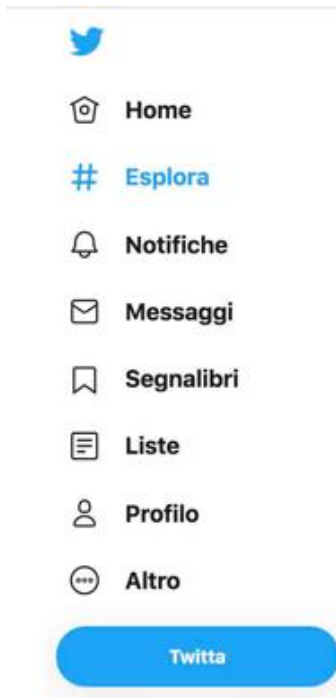 Home
Esplora
Notifiche
Messaggi
Segnalibri
Liste
Profilo
Altro
Twitta